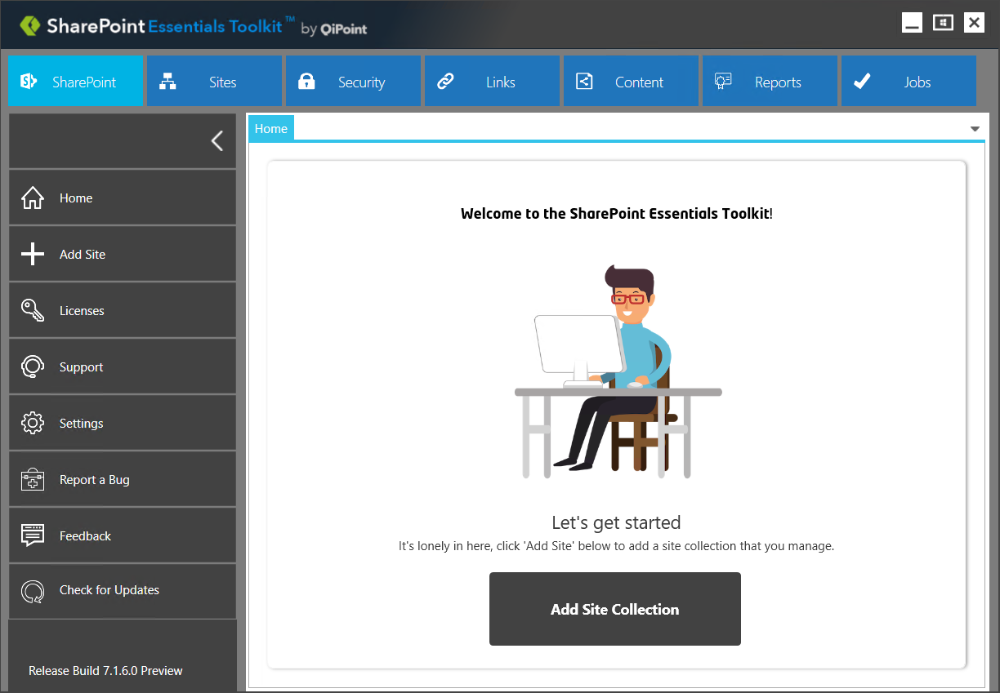 SharePoint Essentials Toolkit™ by QiPoint
SharePoint Sites Security Links Content Reports Jobs
Home
Add Site
Licenses
Support
Settings
Report a Bug
Feedback
Check for Updates
Release Build 7.1.6.0 Preview
Home
Welcome to the SharePoint Essentials Toolkit!
Let's get started
It's lonely in here, click 'Add Site' below to add a site collection that you manage.
Add Site Collection